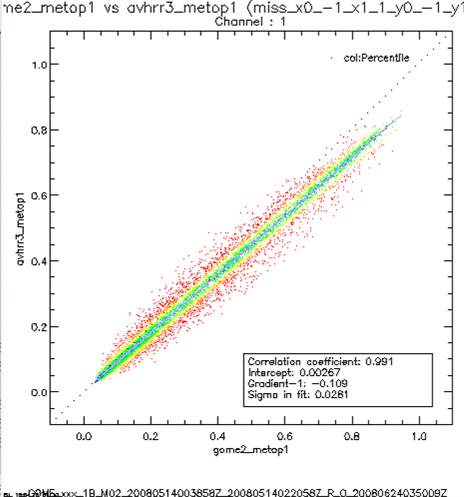 me2_metop1 vs avhrr3_metop1 (miss_x0_-1_x1_1_y0_-1_y1
Channel : 1
col:Percentile
1.0
0.8
0.6
0.4
0.2
0.0
avhrr3_metop1
Correlation coefficient: 0.991
Intercept: 0.00267
Gradient-1: -0.109
Sigma in fit: 0.0281
0.0 0.2 0.4 0.6 0.8 1.0
gome2_metop1
GOME_xxx_1B_M02_20080514003858Z_20080514022058Z_R_O_20080624035009Z